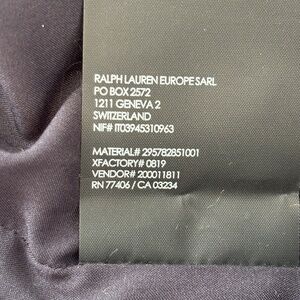 RALPH LAUREN EUROPE SARL
PO BOX 2572
1211 GENEVA 2
SWITZERLAND
NIF# IT03945310963
MATERIAL# 295782851001
XFACTORY# 0819
VENDOR# 200011811
RN 77406 / CA 03234